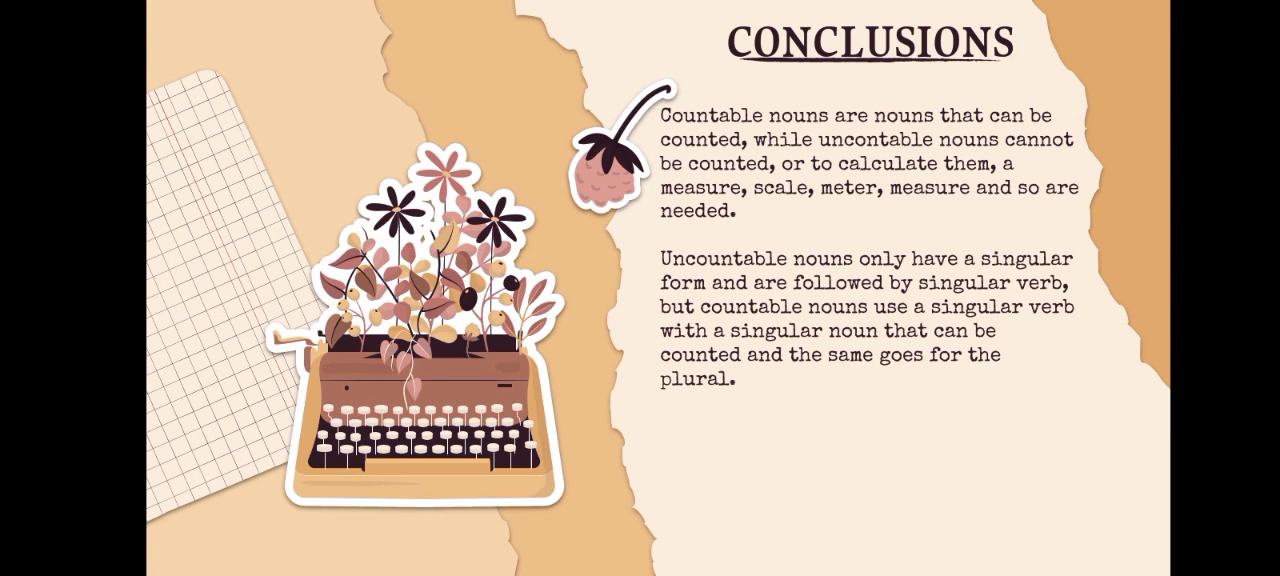 CONCLUSIONS
Countable nouns are nouns that can be
counted, while uncontable nouns cannot
be counted, or to calculate them, a
measure, scale, meter, measure and so are
needed.
Uncountable nouns only have a singular
form and are followed by singular verb,
but countable nouns use a singular verb
with a singular noun that can be
counted and the same goes for the
plural.